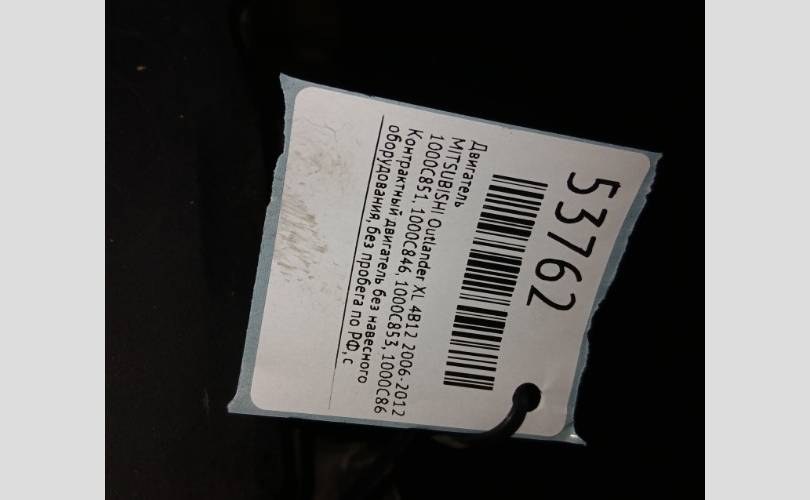 53762
Двигатель
MITSUBISHI Outlander XL 4B12 2006-2012
1000C851, 1000C846, 1000C853, 1000C86
Контрактный двигатель без навесного
оборудования, без пробега по РФ, с